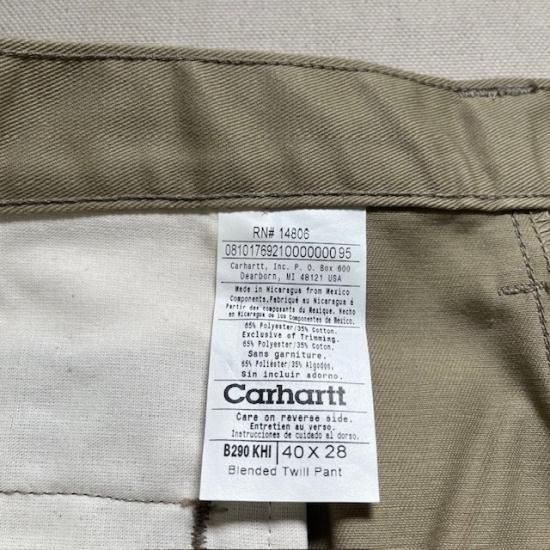 RN# 14806
08101769210000000095
Carhartt, Inc. P. O. Box 600
Dearborn, MI 48121 USA
Made in Nicaragua from Mexico
Components.Fabriqué au Nicaragua á
Partir des composants du Mexique. Hecho
en Nicaragua de los Componentes de México.
65% Polyester/35% Cotton.
Exclusive of Trimming.
65% Polyester/35% Coton.
Sans garniture.
65% Poliéster/35% Algodos.
Sin incluir adorno.
Carhartt
Care on reverse side.
Entretien au verso.
Instrucciones de cuidado al dorso.
B290 KHI 40 X 28
Blended Twill Pant